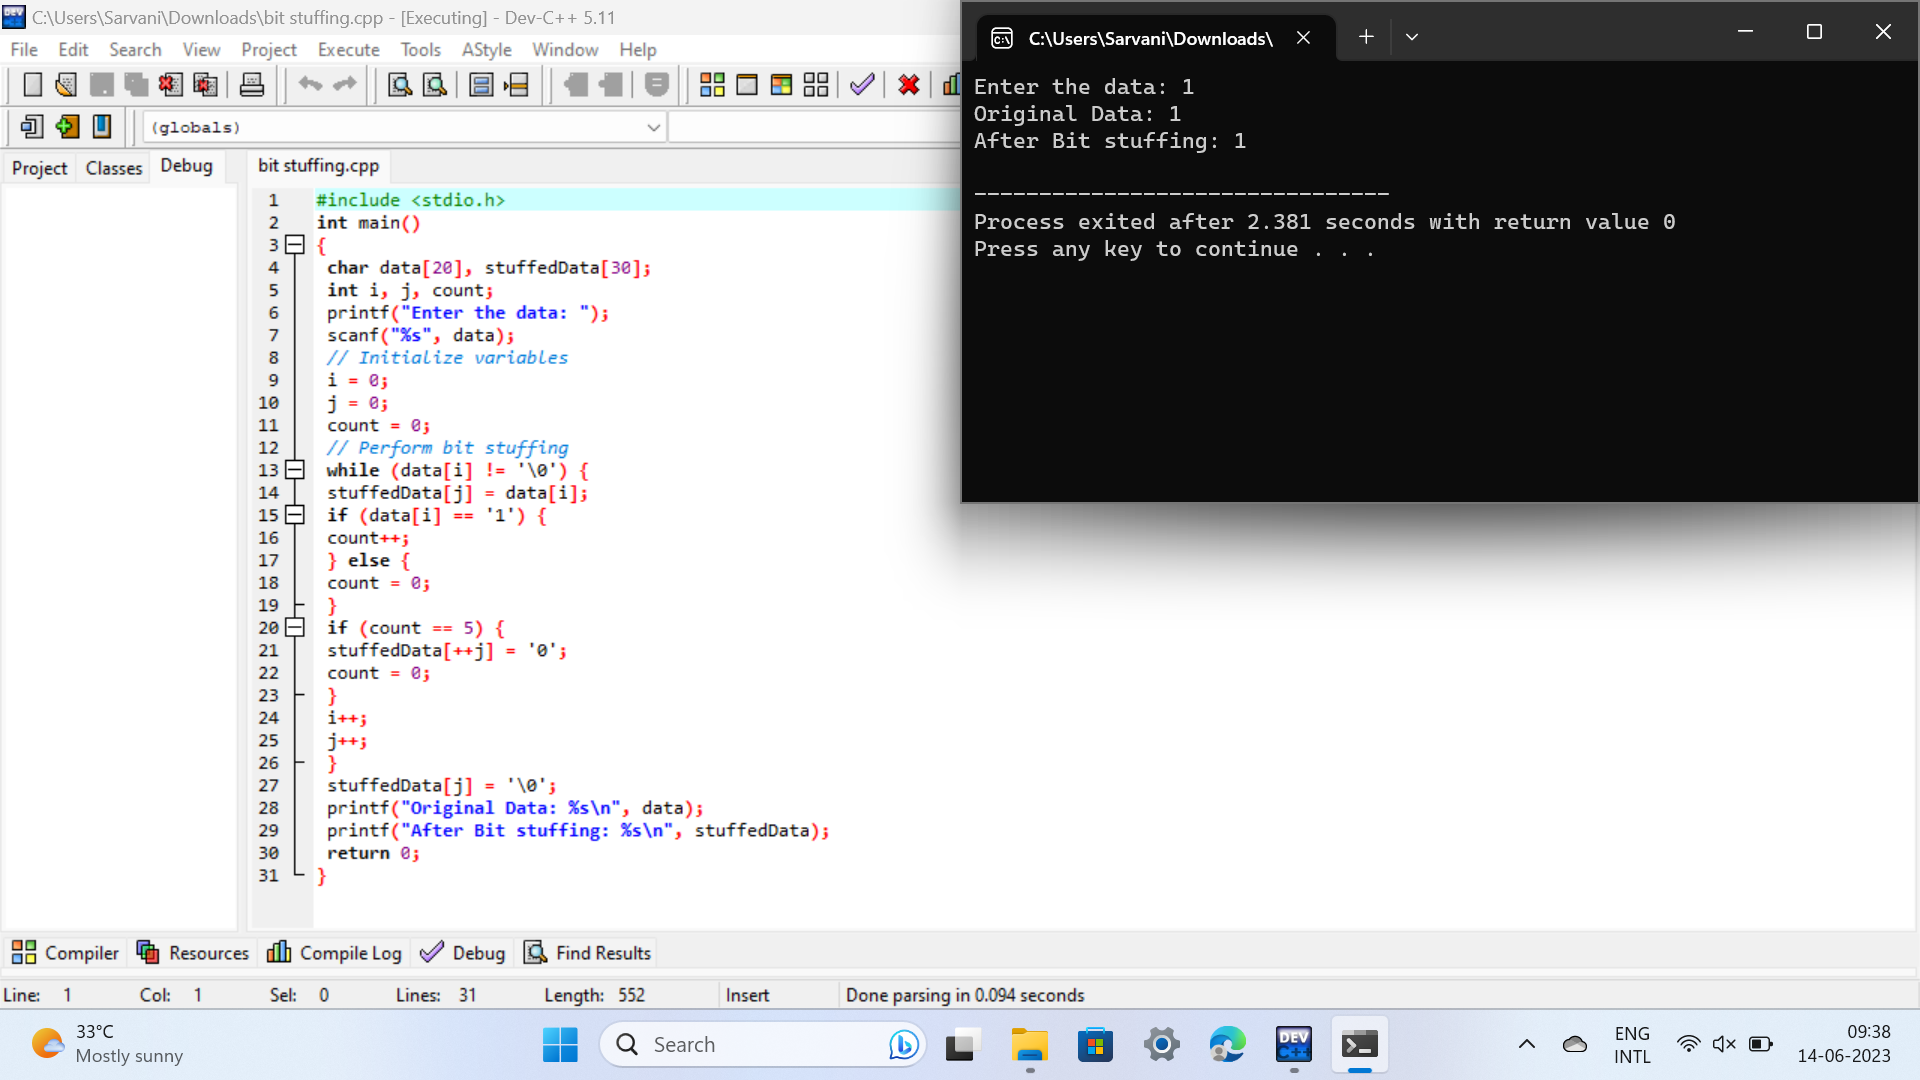 C:\Users\Sarvani\Downloads\bit stuffing.cpp - [Executing] - Dev-C++ 5.11
File Edit Search View Project Execute Tools AStyle Window Help
(globals)
Project Classes Debug
bit stuffing.cpp
1 #include <stdio.h>
2 int main()
3 {
4 char data[20], stuffedData[30];
5 int i, j, count;
6 printf("Enter the data: ");
7 scanf("%s", data);
8 // Initialize variables
9 i = 0;
10 j = 0;
11 count = 0;
12 // Perform bit stuffing
13 while (data[i] != '\0') {
14 stuffedData[j] = data[i];
15 if (data[i] == '1') {
16 count++;
17 } else {
18 count = 0;
19 }
20 if (count == 5) {
21 stuffedData[++j] = '0';
22 count = 0;
23 }
24 i++;
25 j++;
26 }
27 stuffedData[j] = '\0';
28 printf("Original Data: %s\n", data);
29 printf("After Bit stuffing: %s\n", stuffedData);
30 return 0;
31 }
C:\Users\Sarvani\Downloads\
Enter the data: 1
Original Data: 1
After Bit stuffing: 1
--------------------------------
Process exited after 2.381 seconds with return value 0
Press any key to continue . . .
Compiler Resources Compile Log Debug Find Results
Line: 1 Col: 1 Sel: 0 Lines: 31 Length: 552 Insert Done parsing in 0.094 seconds
33°C
Mostly sunny
Search
DEV
C++
ENG
INTL
09:38
14-06-2023